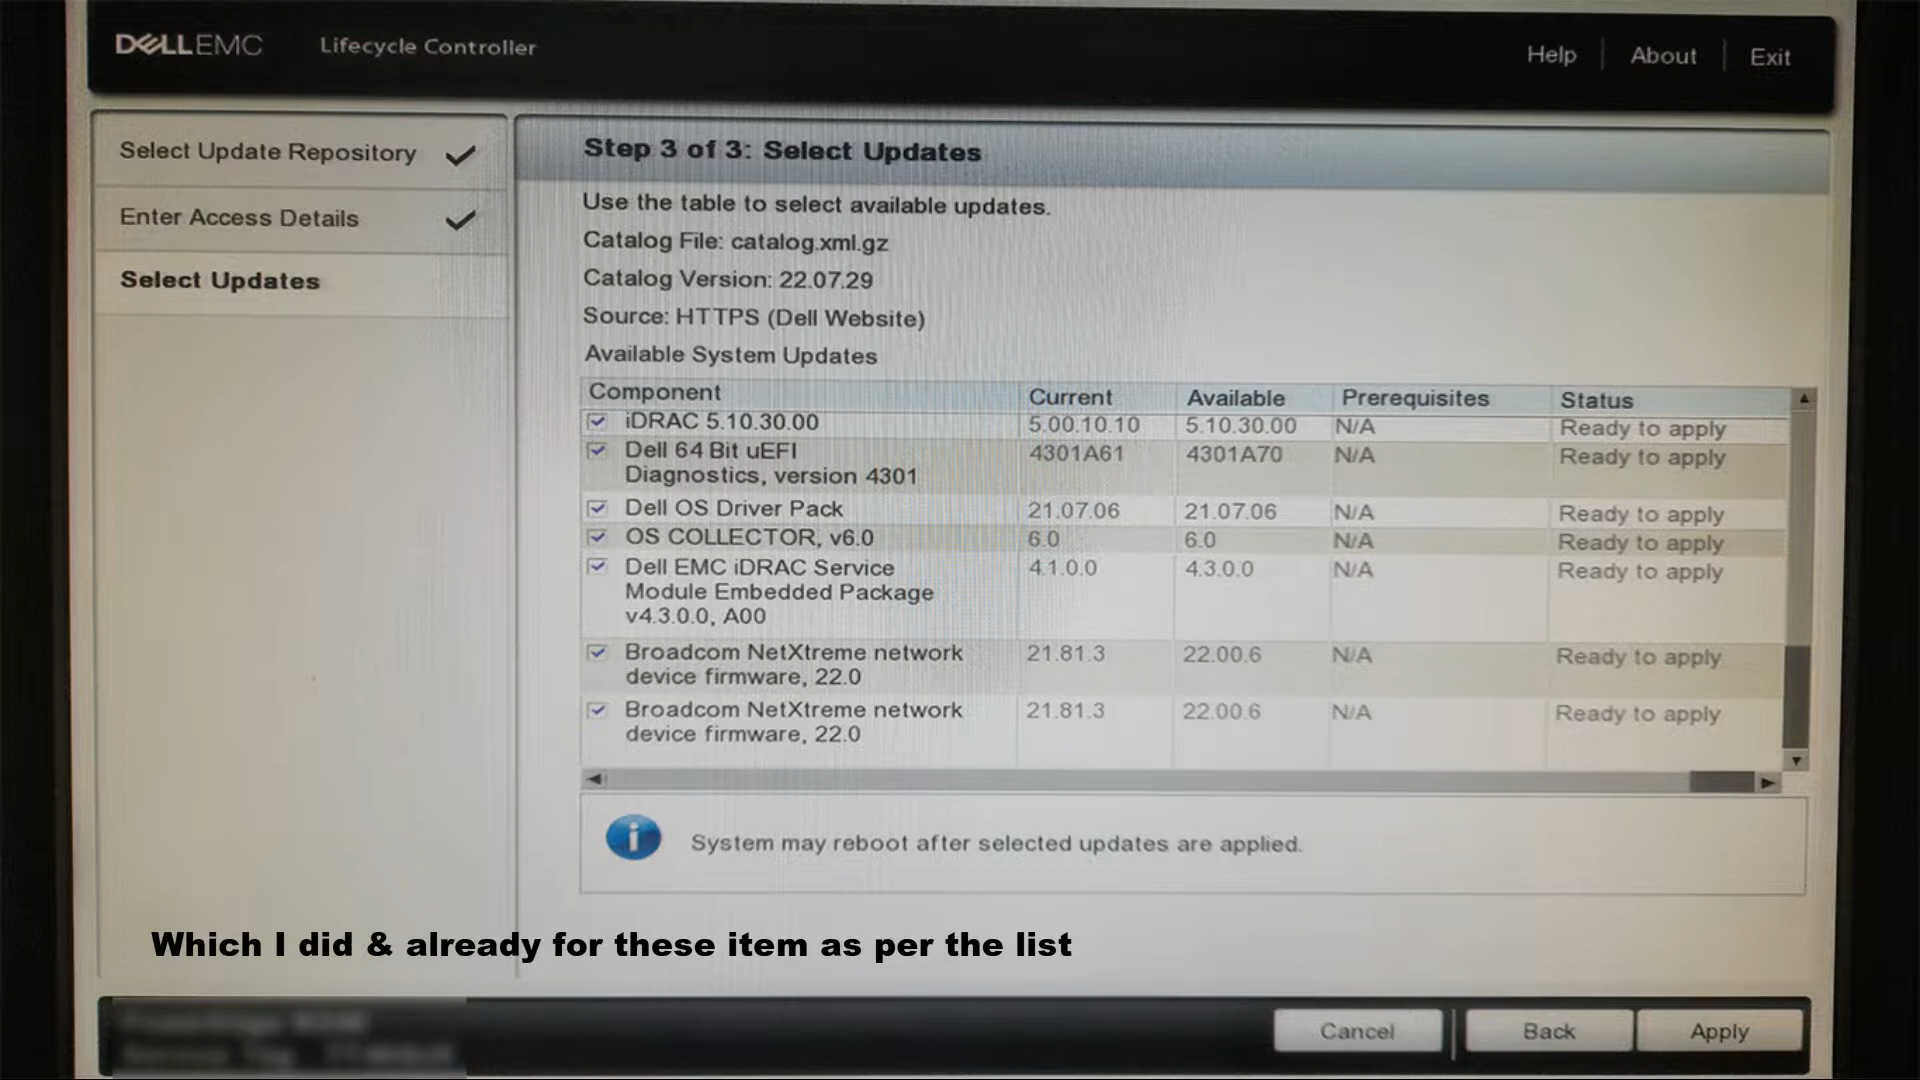 DELLEMC
Lifecycle Controller
Help
About
Exit
Select Update Repository
Enter Access Details
Select Updates
Step 3 of 3: Select Updates
Use the table to select available updates.
Catalog File: catalog.xml.gz
Catalog Version: 22.07.29
Source: HTTPS (Dell Website)
Available System Updates
Component Current Available Prerequisites Status
iDRAC 5.10.30.00 5.00.10.10 5.10.30.00 N/A Ready to apply
Dell 64 Bit uEFI 4301A61 4301A70 N/A Ready to apply
Diagnostics, version 4301
Dell OS Driver Pack 21.07.06 21.07.06 N/A Ready to apply
OS COLLECTOR, v6.0 6.0 6.0 N/A Ready to apply
Dell EMC iDRAC Service 4.1.0.0 4.3.0.0 N/A Ready to apply
Module Embedded Package
v4.3.0.0, A00
Broadcom NetXtreme network 21.81.3 22.00.6 N/A Ready to apply
device firmware, 22.0
Broadcom NetXtreme network 21.81.3 22.00.6 N/A Ready to apply
device firmware, 22.0
System may reboot after selected updates are applied.
Which I did & already for these item as per the list
Cancel
Back
Apply